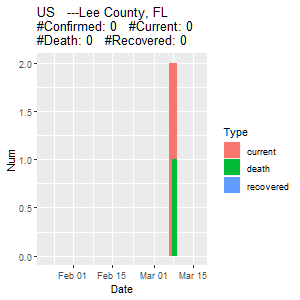 US   ---Lee County, FL
#Confirmed: 0   #Current: 0
#Death: 0   #Recovered: 0
2.0
1.5
1.0
0.5
0.0
Num
Feb 01
Feb 15
Mar 01
Mar 15
Date
Type
current
death
recovered